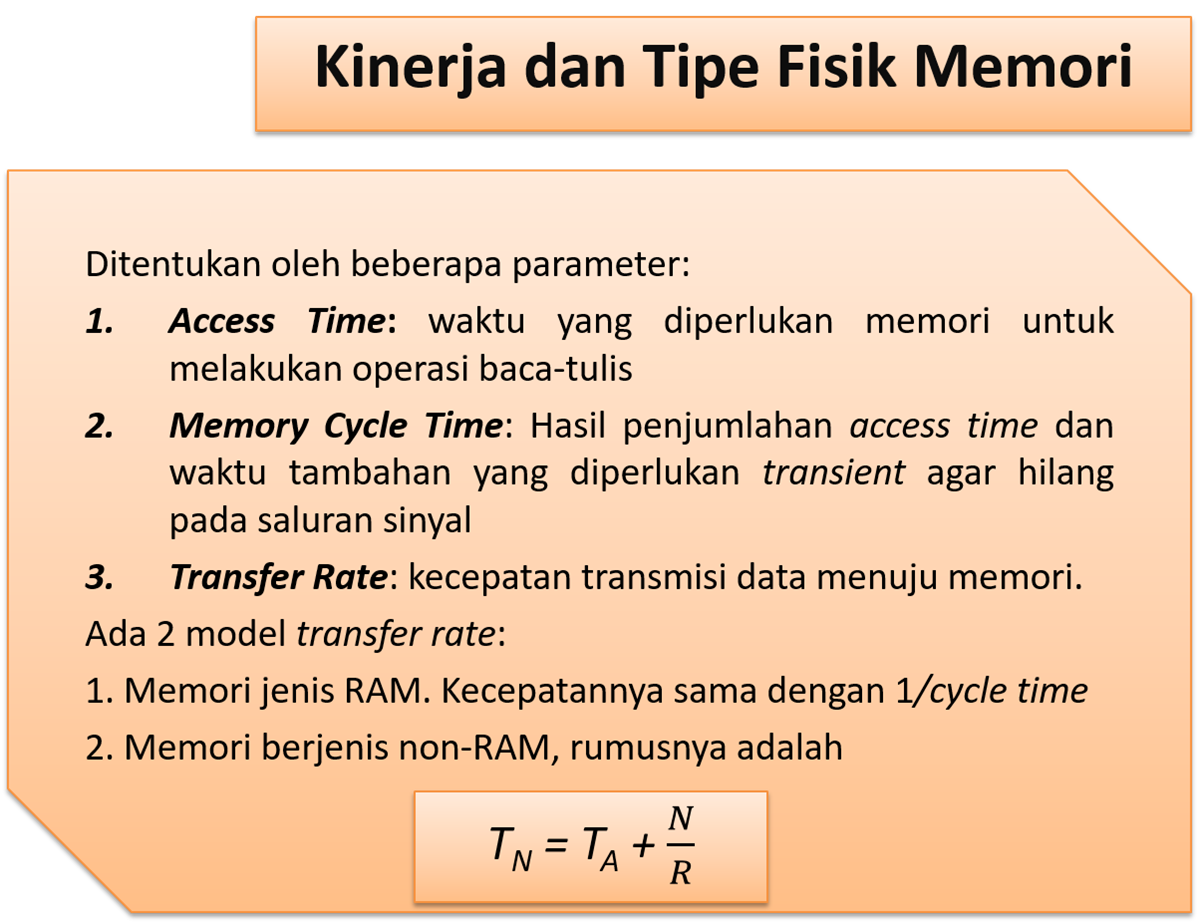 Kinerja dan Tipe Fisik Memori
Ditentukan oleh beberapa parameter:
1. Access Time: waktu yang diperlukan memori untuk
melakukan operasi baca-tulis
2. Memory Cycle Time: Hasil penjumlahan access time dan
waktu tambahan yang diperlukan transient agar hilang
pada saluran sinyal
3. Transfer Rate: kecepatan transmisi data menuju memori.
Ada 2 model transfer rate:
1. Memori jenis RAM. Kecepatannya sama dengan 1/cycle time
2. Memori berjenis non-RAM, rumusnya adalah
T_N = T_A + N/R